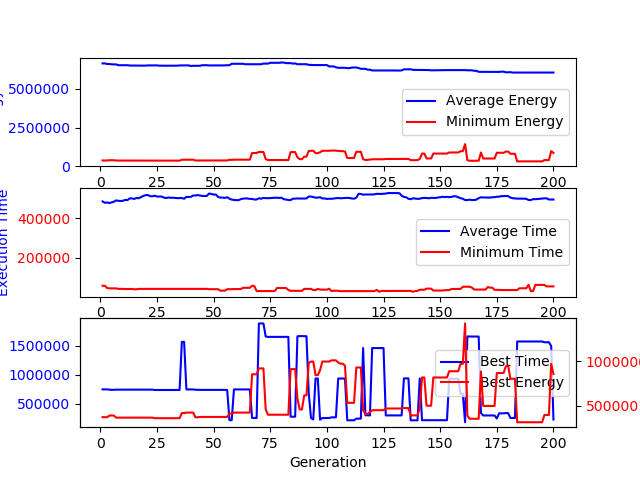 5000000
2500000
0
Average Energy
Minimum Energy
0 25 50 75 100 125 150 175 200
Execution Time
400000
200000
Average Time
Minimum Time
0 25 50 75 100 125 150 175 200
1500000
1000000
500000
Best Time
Best Energy
1000000
500000
0 25 50 75 100 125 150 175 200
Generation